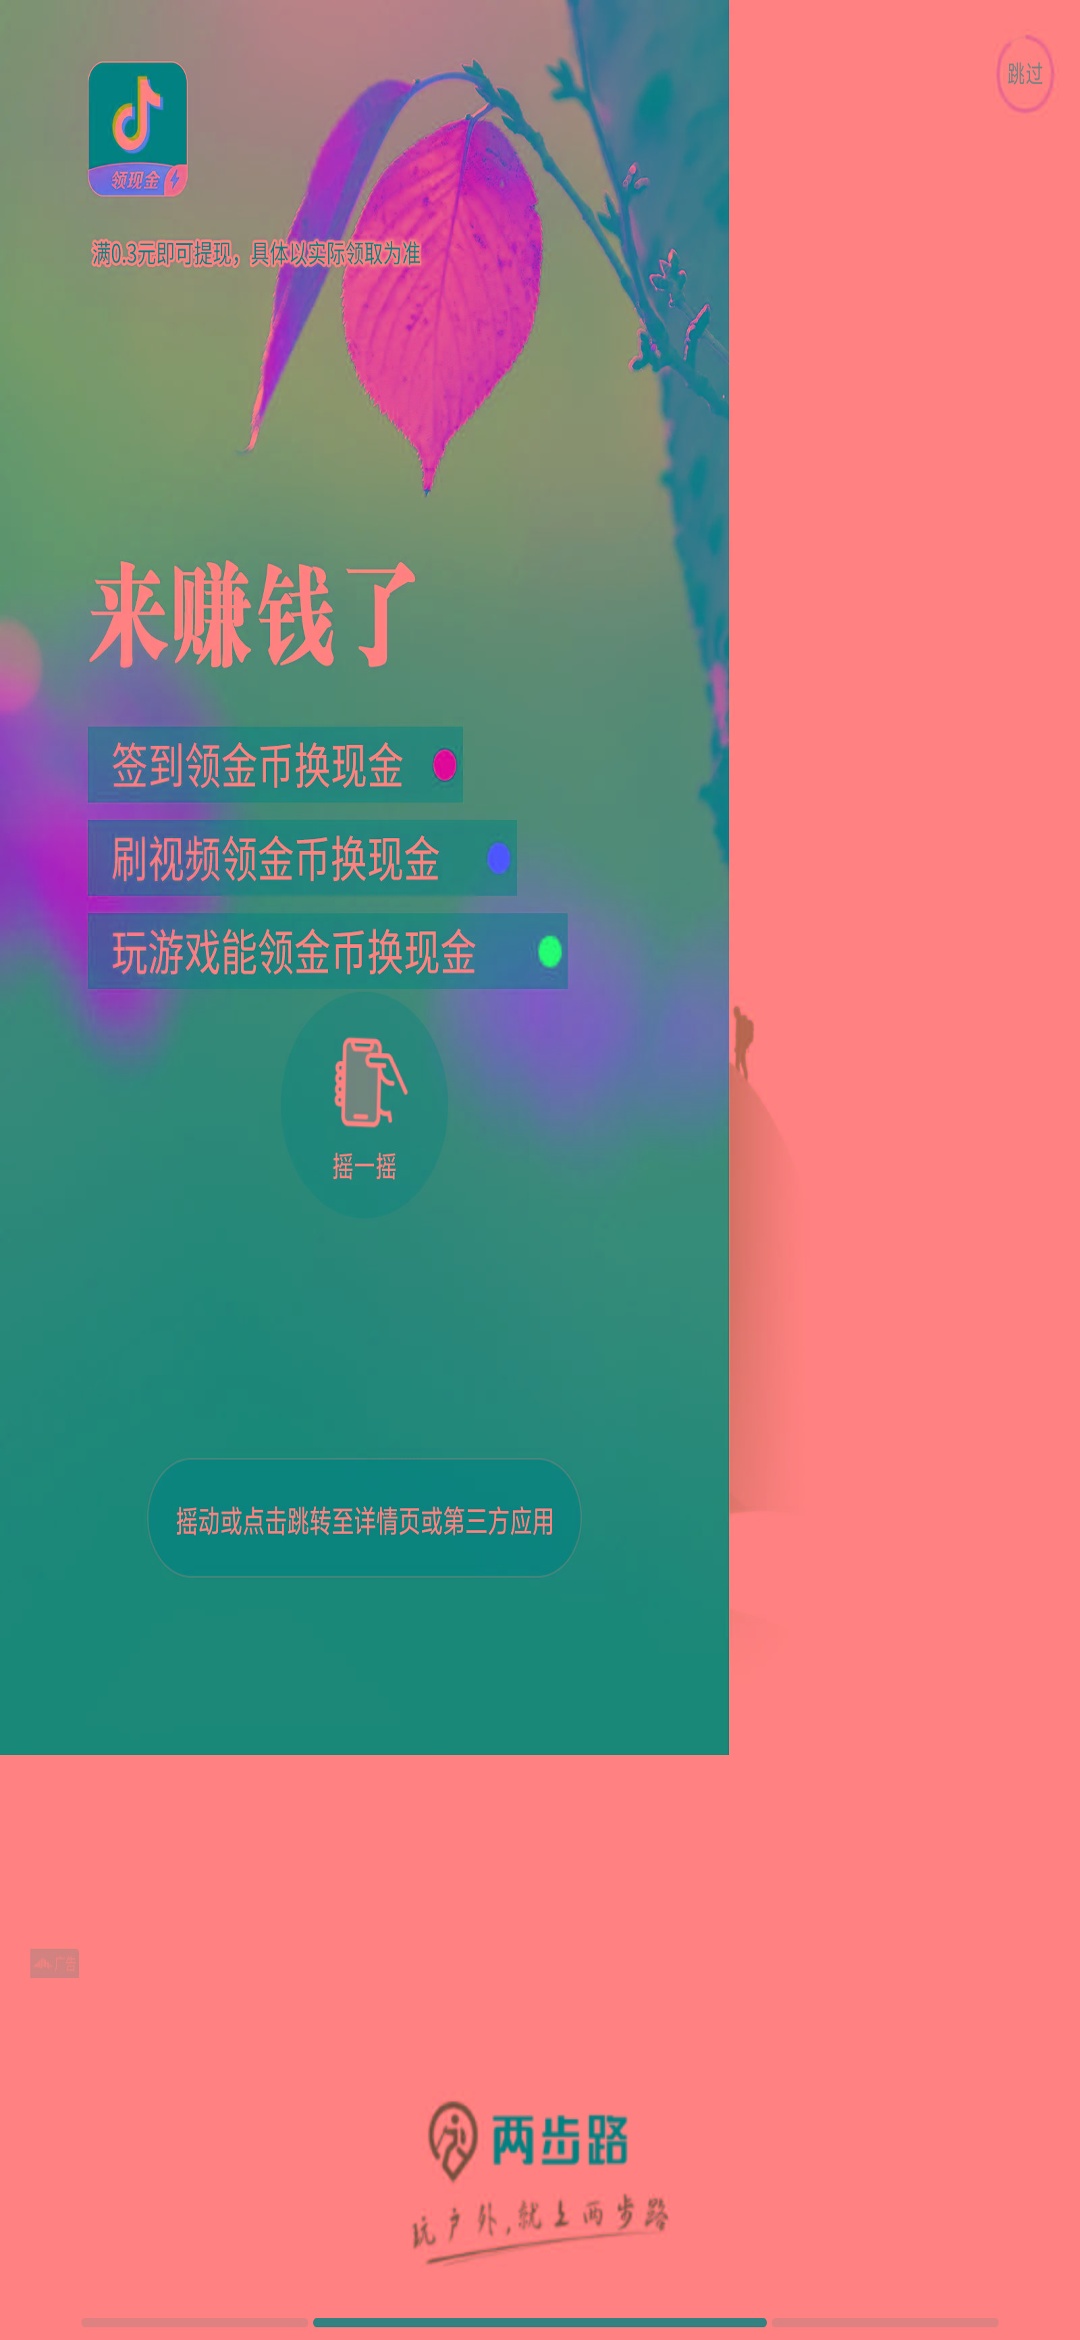 跳过
领现金
满0.3元即可提现，具体以实际领取为准
来赚钱了
签到领金币换现金
刷视频领金币换现金
玩游戏能领金币换现金
摇一摇
摇动或点击跳转至详情页或第三方应用
广告
两步路
玩户外,就上两步路